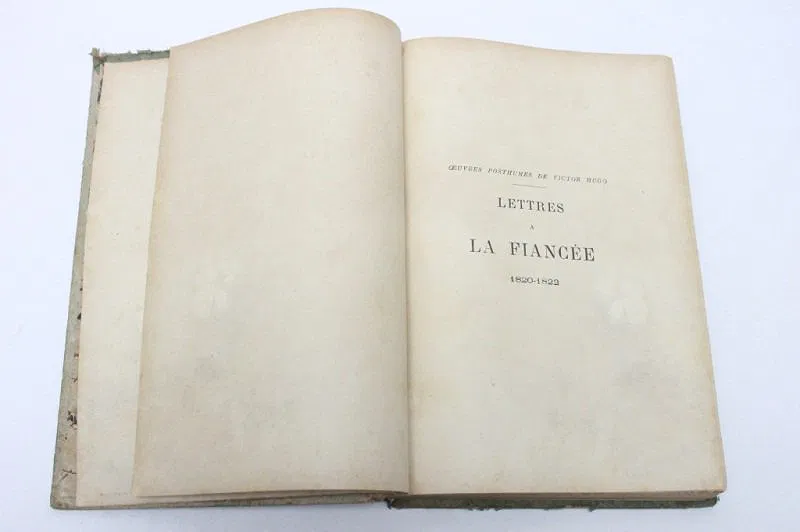 ŒUVRES POSTHUMES DE VICTOR HUGO
LETTRES
A
LA FIANCÉE
1820-1822